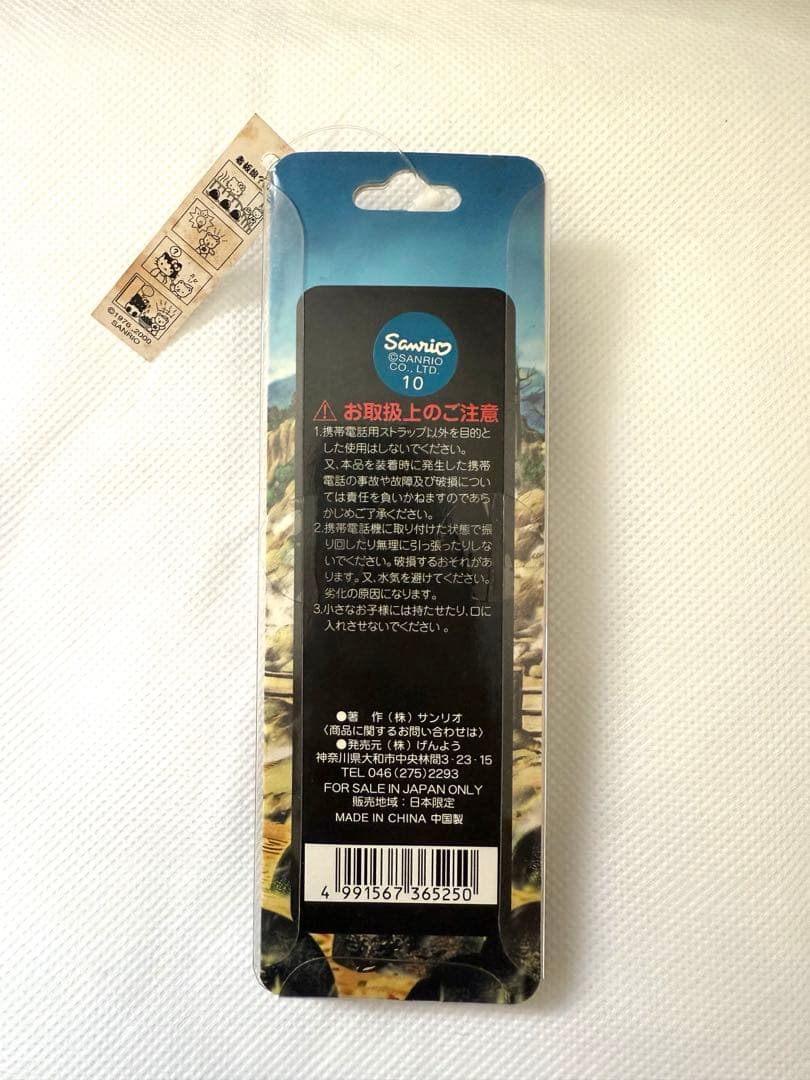 看板娘
?
©1976, 2000
SANRIO
Sanrio
©SANRIO
CO., LTD.
10
お取扱上のご注意
1.携帯電話用ストラップ以外を目的と
した使用はしないでください。
又、本品を装着時に発生した携帯
電話の事故や故障及び破損につい
ては責任を負いかねますのであら
かじめご了承ください。
2.携帯電話機に取り付けた状態で振
り回したり無理に引っ張ったりしな
いでください。破損するおそれがあ
ります。又、水気を避けてください。
劣化の原因になります。
3.小さなお子様には持たせたり、口に
入れさせないでください。
●著 作(株)サンリオ
〈商品に関するお問い合わせは〉
●発売元(株)げんよう
神奈川県大和市中央林間3-23-15
TEL 046(275)2293
FOR SALE IN JAPAN ONLY
販売地域:日本限定
MADE IN CHINA 中国製
4 991567 365250